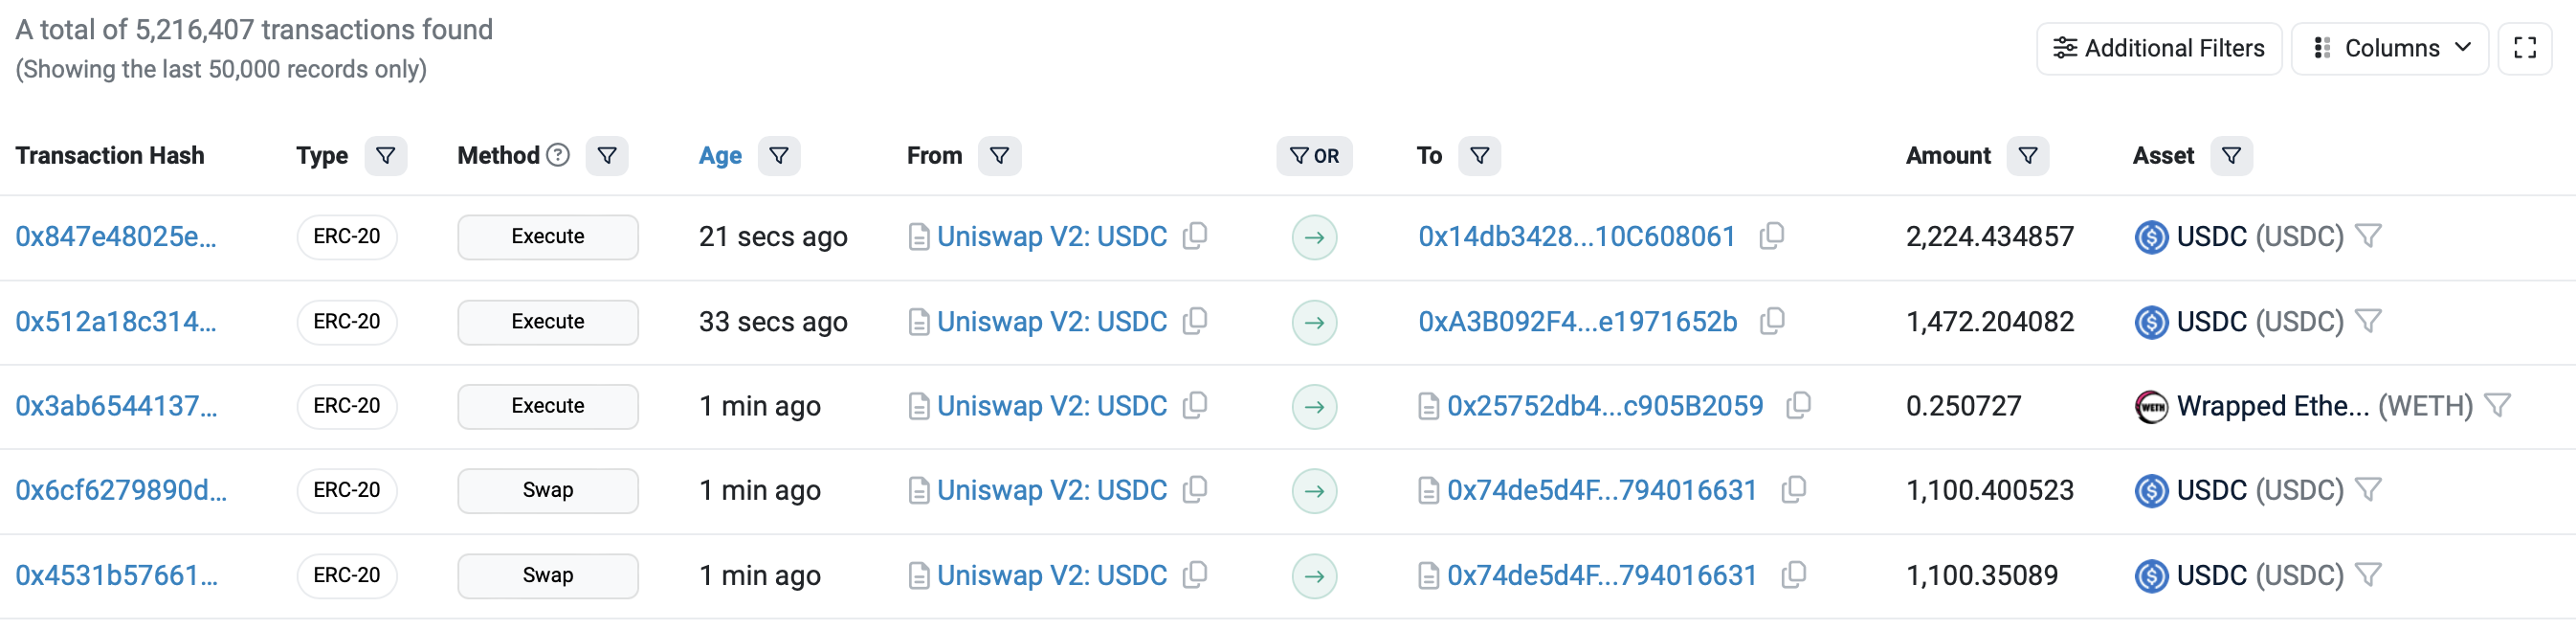 A total of 5,216,407 transactions found
(Showing the last 50,000 records only)
Additional Filters Columns
Transaction Hash Type Method ? Age From OR To Amount Asset
0x847e48025e... ERC-20 Execute 21 secs ago Uniswap V2: USDC 0x14db3428...10C608061 2,224.434857 USDC (USDC)
0x512a18c314... ERC-20 Execute 33 secs ago Uniswap V2: USDC 0xA3B092F4...e1971652b 1,472.204082 USDC (USDC)
0x3ab6544137... ERC-20 Execute 1 min ago Uniswap V2: USDC 0x25752db4...c905B2059 0.250727 WETH Wrapped Ethe... (WETH)
0x6cf6279890d... ERC-20 Swap 1 min ago Uniswap V2: USDC 0x74de5d4F...794016631 1,100.400523 USDC (USDC)
0x4531b57661... ERC-20 Swap 1 min ago Uniswap V2: USDC 0x74de5d4F...794016631 1,100.35089 USDC (USDC)